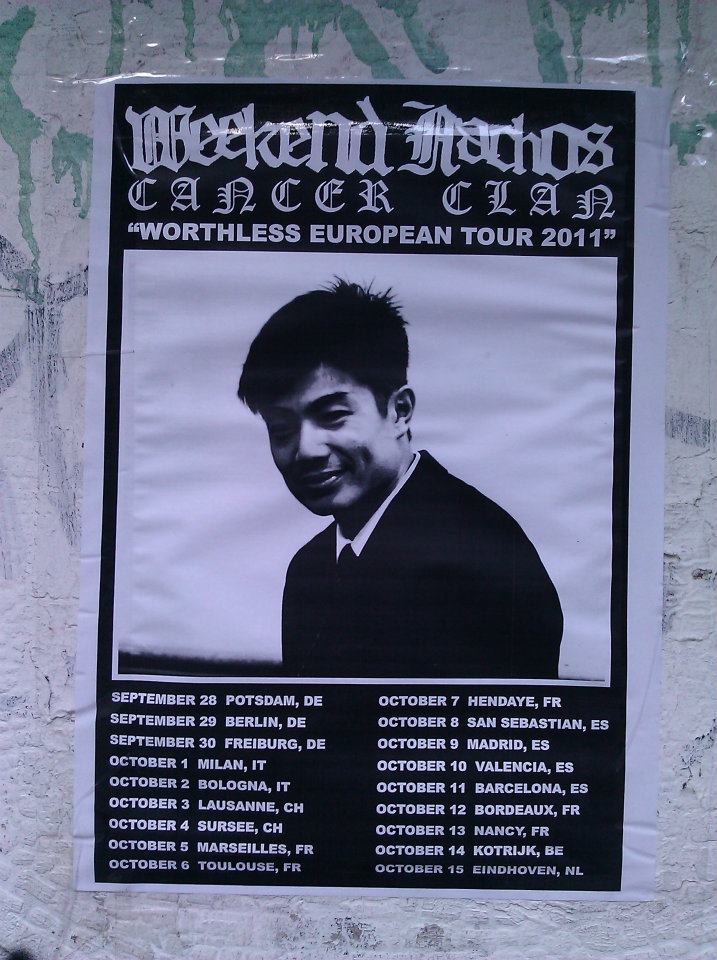 Weekend Nachos
CANCER CLAN
“WORTHLESS EUROPEAN TOUR 2011”
SEPTEMBER 28 POTSDAM, DE
SEPTEMBER 29 BERLIN, DE
SEPTEMBER 30 FREIBURG, DE
OCTOBER 1 MILAN, IT
OCTOBER 2 BOLOGNA, IT
OCTOBER 3 LAUSANNE, CH
OCTOBER 4 SURSEE, CH
OCTOBER 5 MARSEILLES, FR
OCTOBER 6 TOULOUSE, FR
OCTOBER 7 HENDAYE, FR
OCTOBER 8 SAN SEBASTIAN, ES
OCTOBER 9 MADRID, ES
OCTOBER 10 VALENCIA, ES
OCTOBER 11 BARCELONA, ES
OCTOBER 12 BORDEAUX, FR
OCTOBER 13 NANCY, FR
OCTOBER 14 KOTRIJK, BE
OCTOBER 15 EINDHOVEN, NL